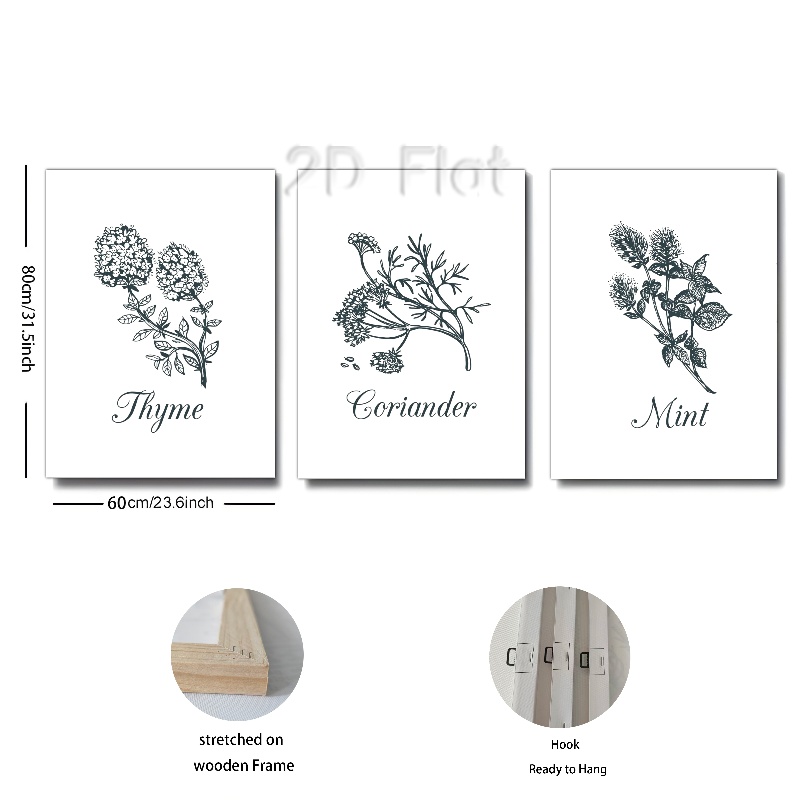 2D Flat
80cm/31.5inch
Thyme
Coriander
Mint
60cm/23.6inch
stretched on
wooden Frame
Hook
Ready to Hang